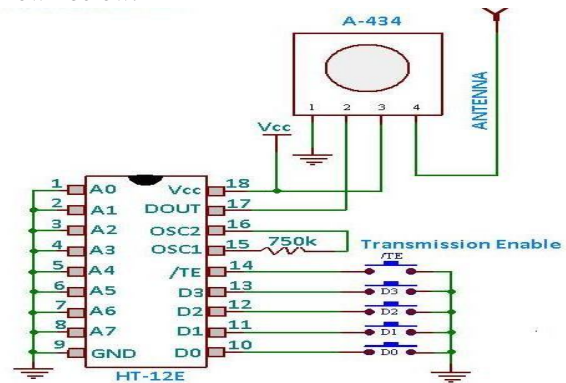 A-434
1 2 3 4
ANTENNA
Vcc
1 A0 Vcc 18
2 A1 DOUT 17
3 A2 OSC2 16
4 A3 OSC1 15 750k
Transmission Enable
5 A4 /TE 14 /TE
6 A5 D3 13 D3
7 A6 D2 12 D2
8 A7 D1 11 D1
9 GND D0 10 D0
HT-12E